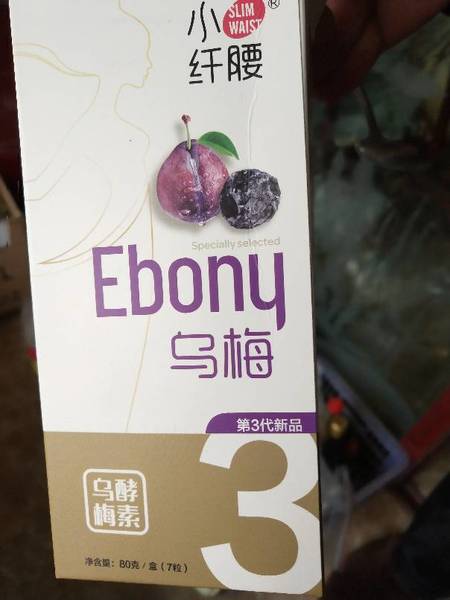 小
SLIM
WAIST
®
纤腰
Specially selected
Ebony
乌梅
第3代新品
3
乌酵
梅素
净含量：80克/盒（7粒）